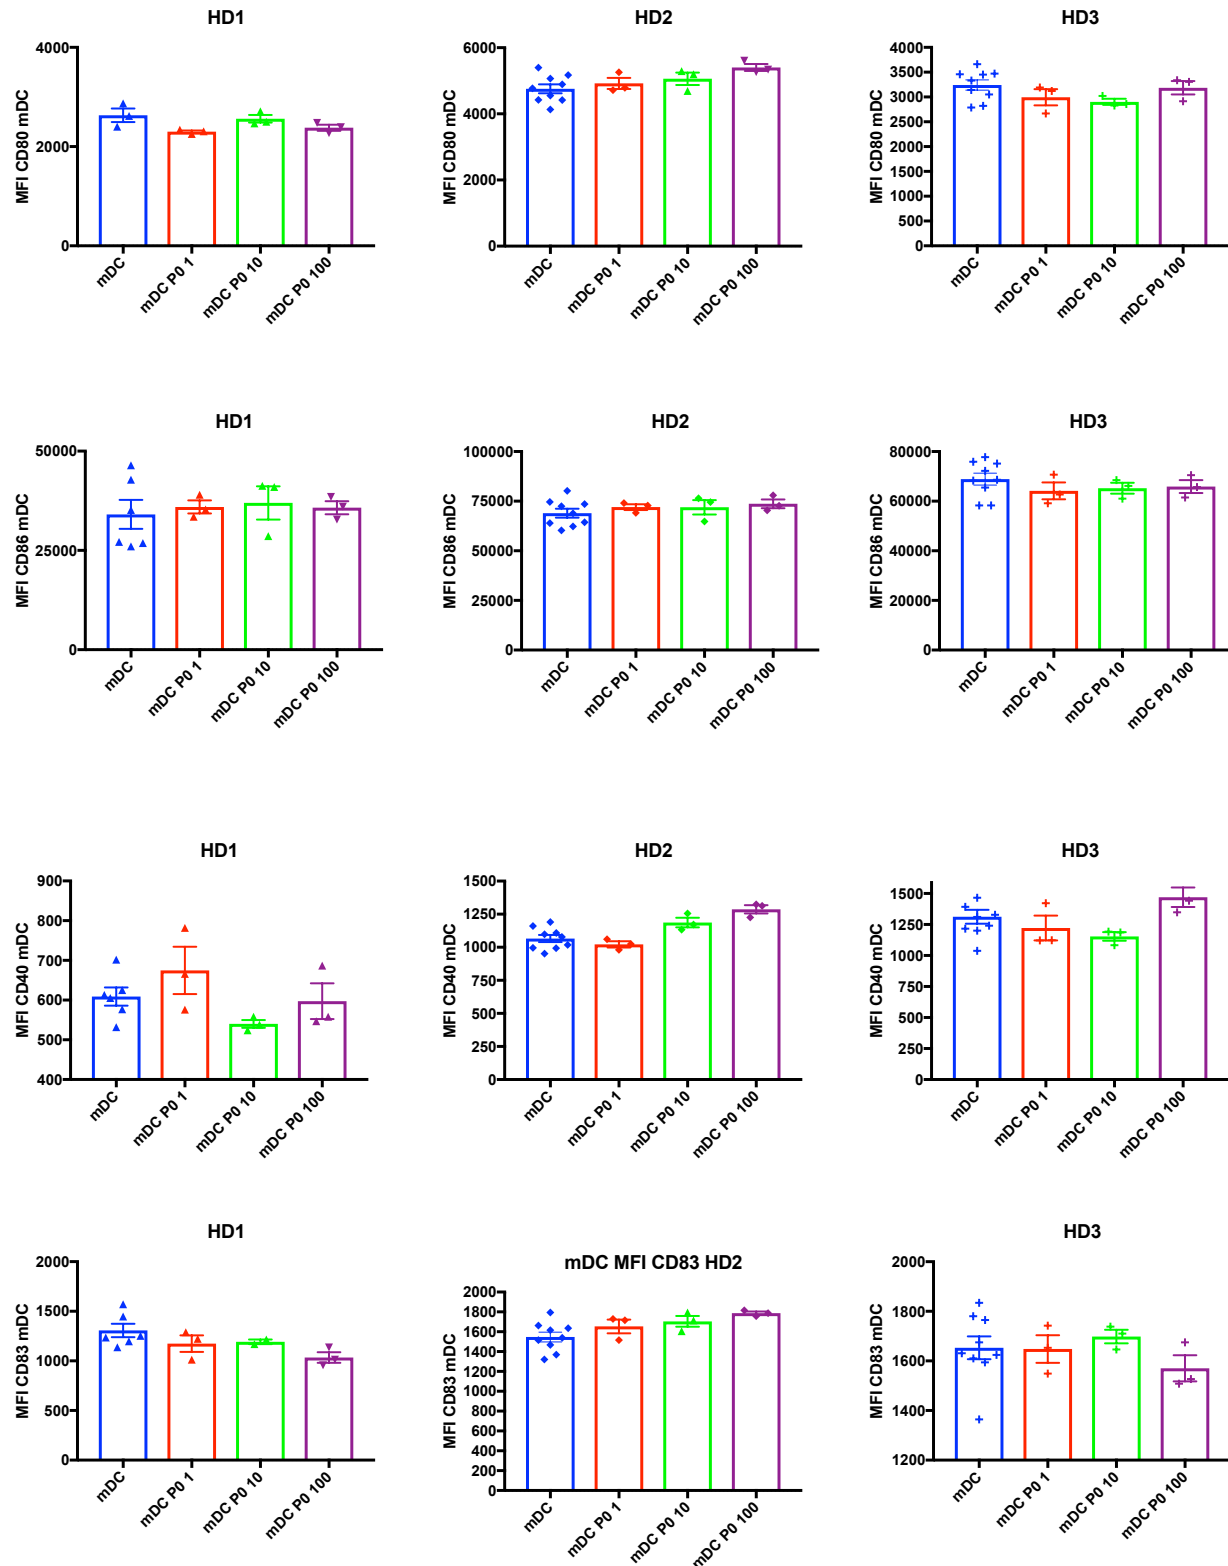 HD1
MFI CD80 mDC
4000
2000
0
mDC
mDC P0 1
mDC P0 10
mDC P0 100
HD2
MFI CD80 mDC
6000
4000
2000
0
mDC
mDC P0 1
mDC P0 10
mDC P0 100
HD3
MFI CD80 mDC
4000
3500
3000
2500
2000
1500
1000
500
0
mDC
mDC P0 1
mDC P0 10
mDC P0 100
HD1
MFI CD86 mDC
50000
25000
0
mDC
mDC P0 1
mDC P0 10
mDC P0 100
HD2
MFI CD86 mDC
100000
75000
50000
25000
0
mDC
mDC P0 1
mDC P0 10
mDC P0 100
HD3
MFI CD86 mDC
80000
60000
40000
20000
0
mDC
mDC P0 1
mDC P0 10
mDC P0 100
HD1
MFI CD40 mDC
900
800
700
600
500
400
mDC
mDC P0 1
mDC P0 10
mDC P0 100
HD2
MFI CD40 mDC
1500
1250
1000
750
500
250
0
mDC
mDC P0 1
mDC P0 10
mDC P0 100
HD3
MFI CD40 mDC
1500
1250
1000
750
500
250
0
mDC
mDC P0 1
mDC P0 10
mDC P0 100
HD1
MFI CD83 mDC
2000
1500
1000
500
0
mDC
mDC P0 1
mDC P0 10
mDC P0 100
mDC MFI CD83 HD2
MFI CD83 mDC
2000
1800
1600
1400
1200
1000
800
600
400
200
0
mDC
mDC P0 1
mDC P0 10
mDC P0 100
HD3
MFI CD83 mDC
2000
1800
1600
1400
1200
mDC
mDC P0 1
mDC P0 10
mDC P0 100